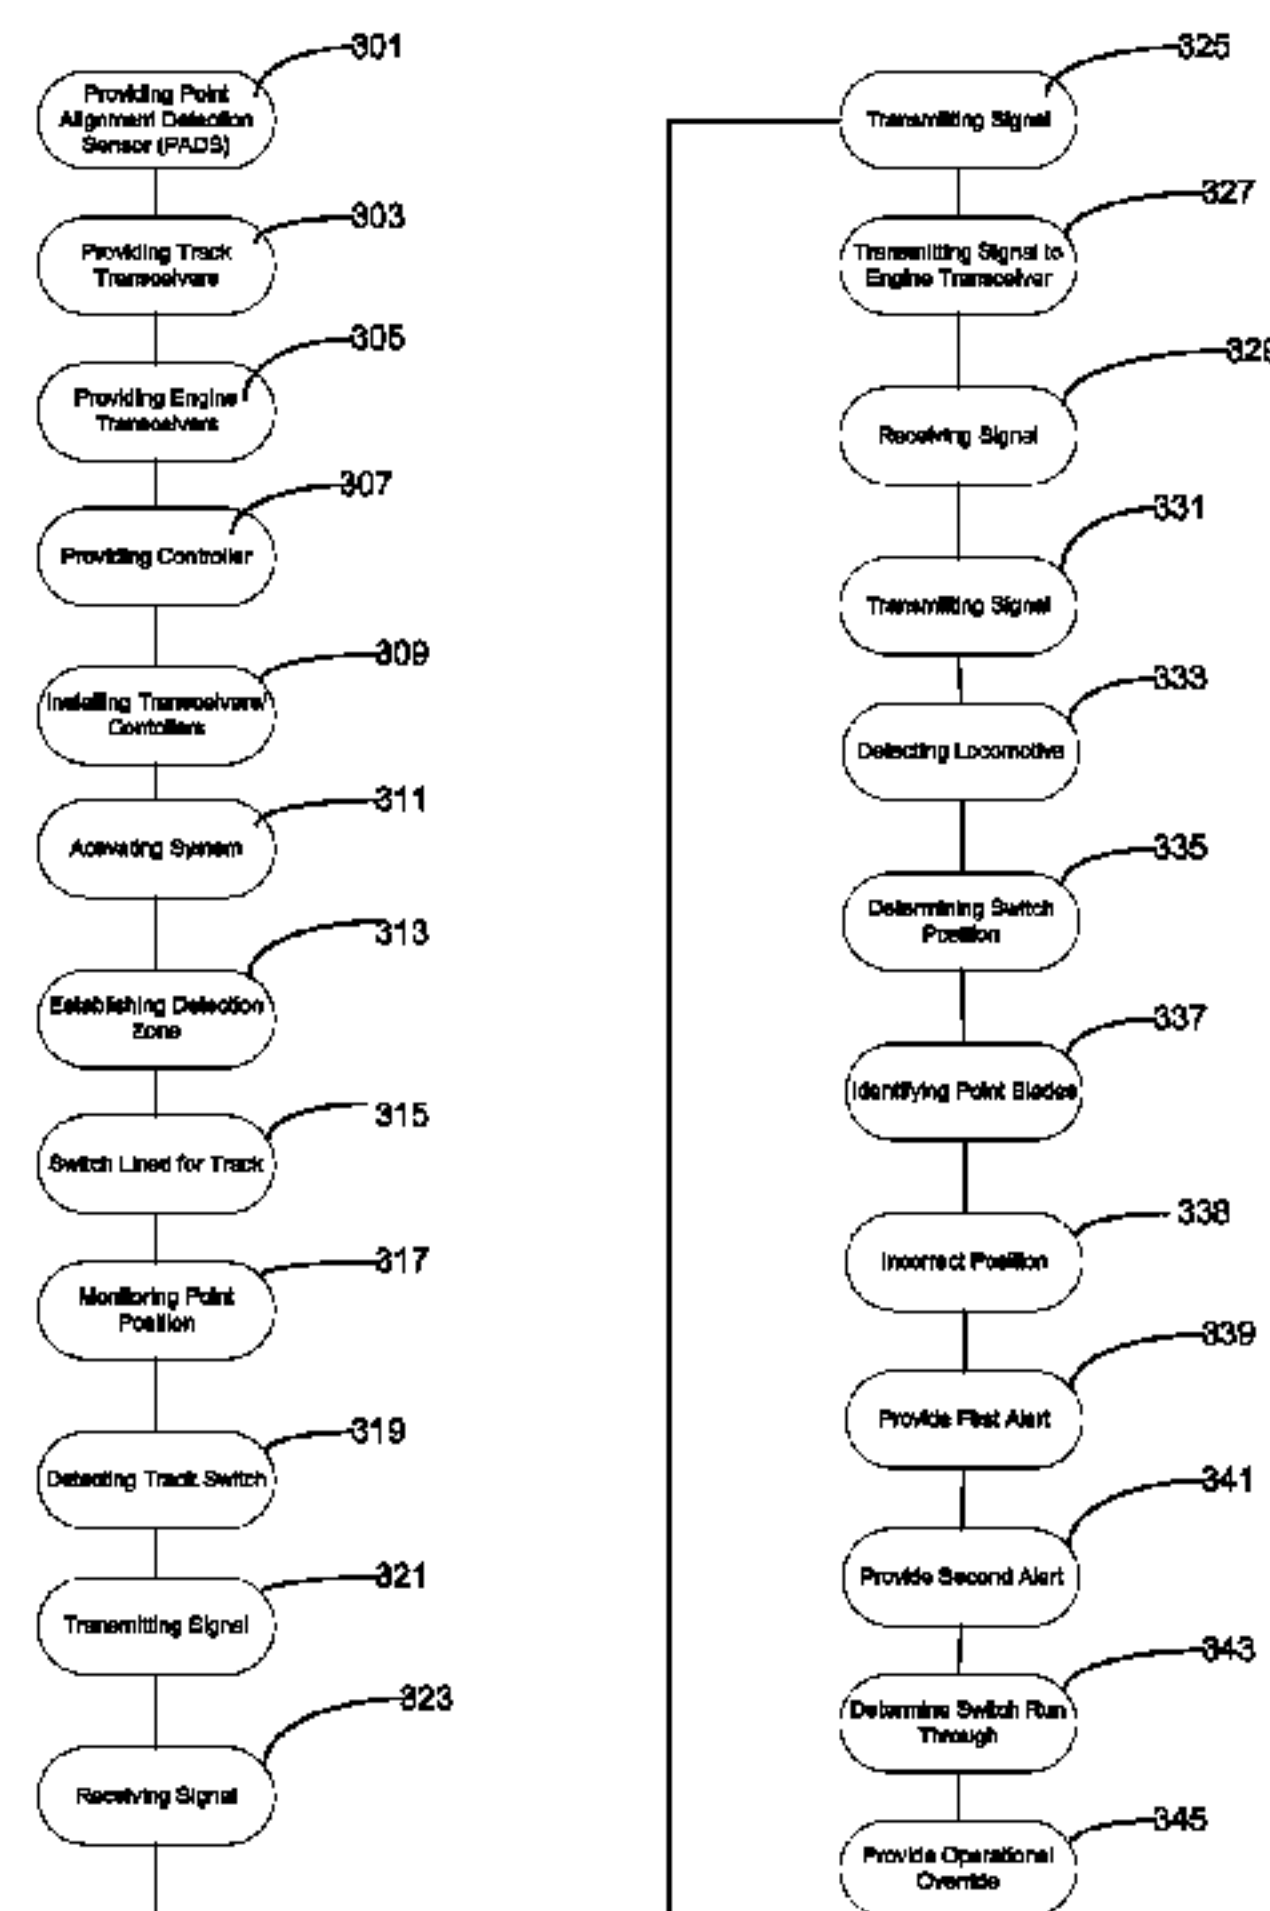 301
Providing Point
Alignment Detection
Sensor (PADS)
303
Providing Track
Transceivers
305
Providing Engine
Transceivers
307
Providing Controller
309
Installing Transceivers/
Contollers
311
Activating System
313
Establishing Detection
Zone
315
Switch Lined for Track
317
Monitoring Point
Position
319
Detecting Track Switch
321
Transmitting Signal
323
Receiving Signal
325
Transmitting Signal
327
Transmitting Signal to
Engine Transceiver
329
Receiving Signal
331
Transmitting Signal
333
Detecting Locomotive
335
Determining Switch
Position
337
Identifying Point Blades
338
Incorrect Position
339
Provide First Alert
341
Provide Second Alert
343
Determine Switch Run
Through
345
Provide Operational
Override